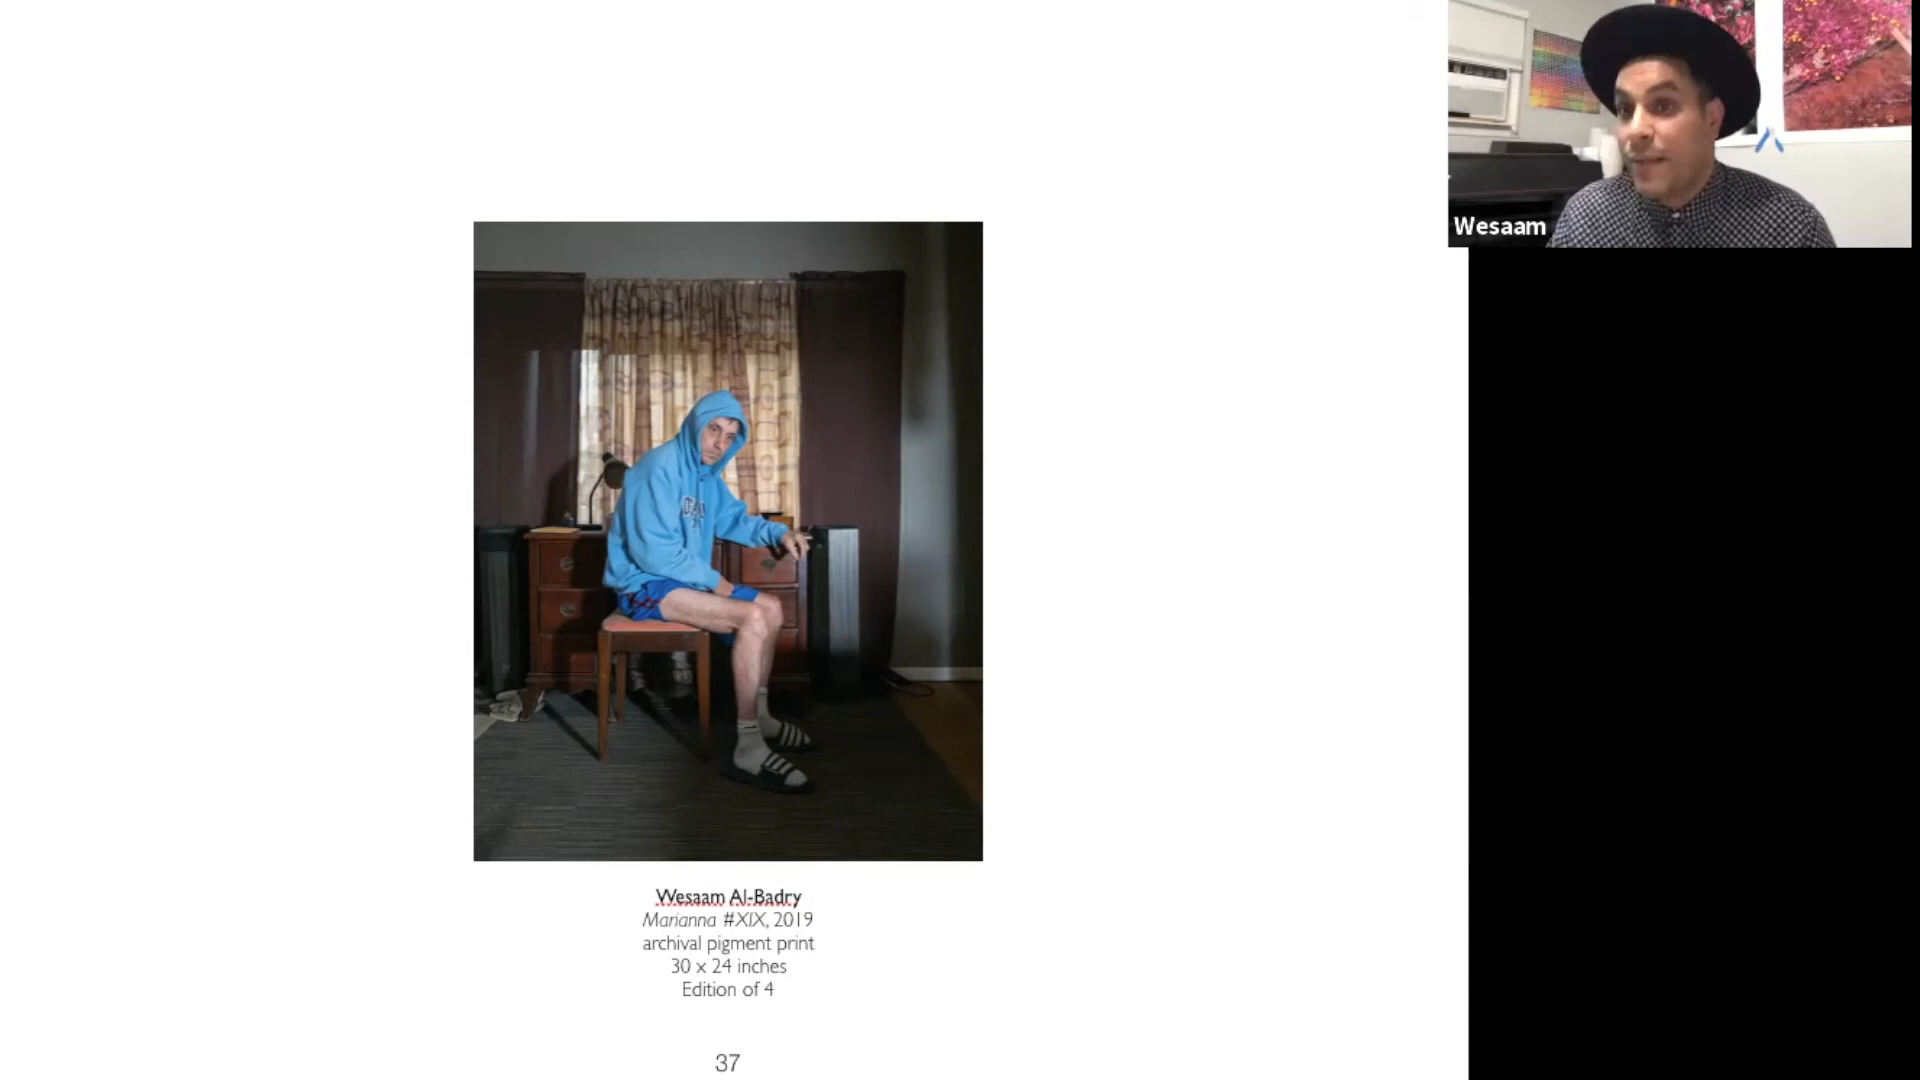 Wesaam
Wesaam Al-Badry
Marianna #XIX, 2019
archival pigment print
30 x 24 inches
Edition of 4
37